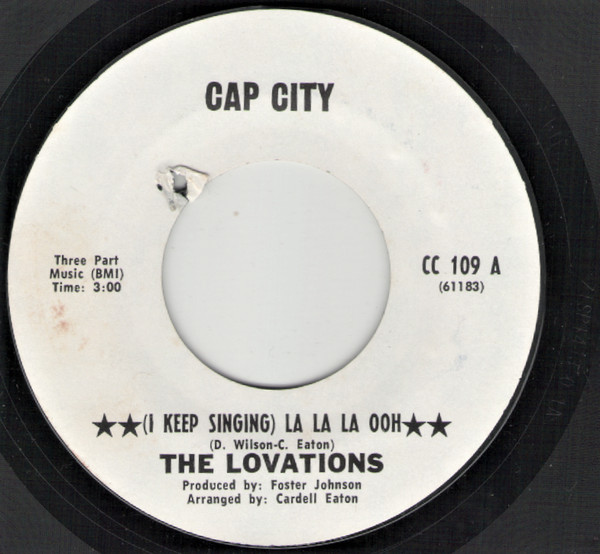 CAP CITY
Three Part
Music (BMI)
Time: 3:00
CC 109 A
(61183)
★★(I KEEP SINGING) LA LA LA OOH★★
(D. Wilson-C. Eaton)
THE LOVATIONS
Produced by: Foster Johnson
Arranged by: Cardell Eaton